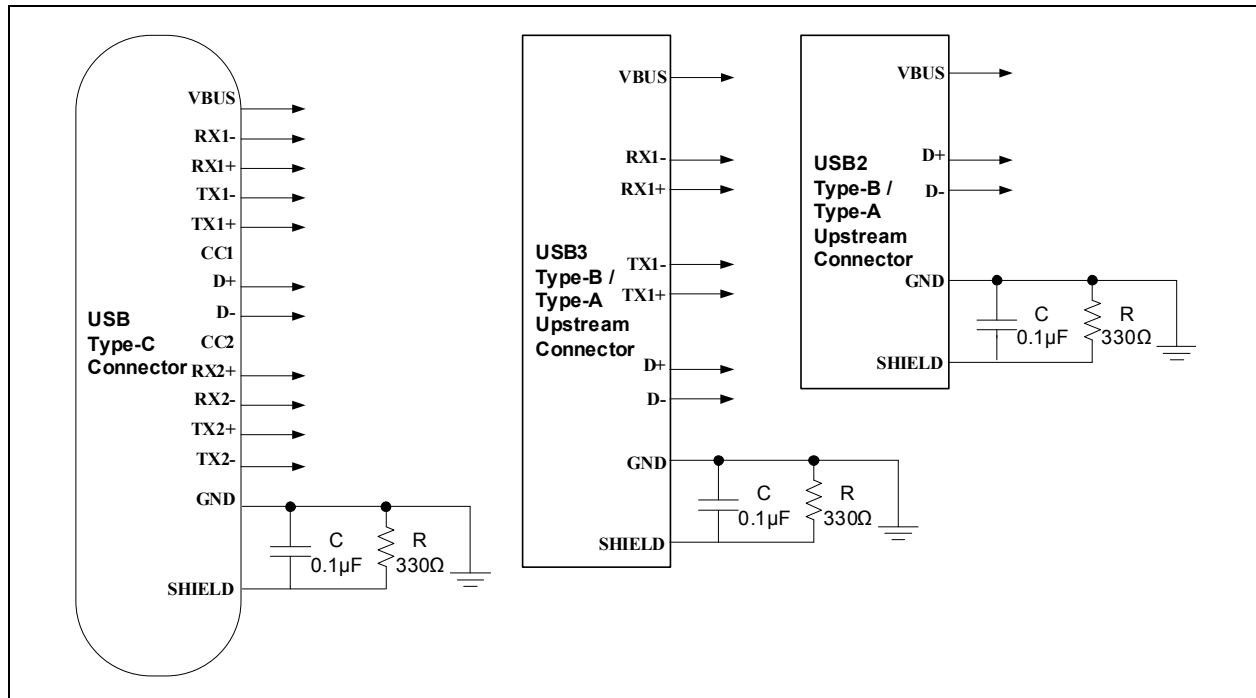 VBUS
RX1-
RX1+
TX1-
TX1+
CC1
D+
D-
CC2
RX2+
RX2-
TX2+
TX2-
GND
SHIELD
USB
Type-C
Connector
C
0.1µF
R
330Ω
VBUS
RX1-
RX1+
TX1-
TX1+
D+
D-
GND
SHIELD
USB3
Type-B /
Type-A
Upstream
Connector
C
0.1µF
R
330Ω
VBUS
D+
D-
GND
SHIELD
USB2
Type-B /
Type-A
Upstream
Connector
C
0.1µF
R
330Ω